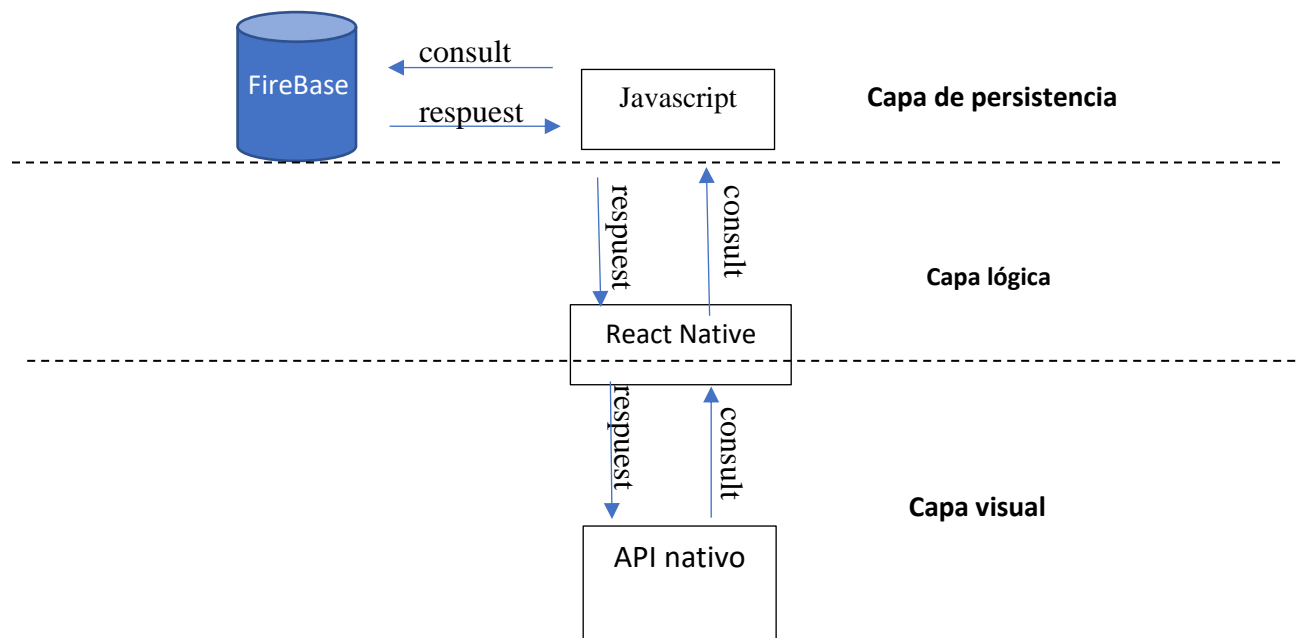 consult
FireBase
Javascript
Capa de persistencia
respuest
respuest
consult
Capa lógica
React Native
respuest
consult
Capa visual
API nativo